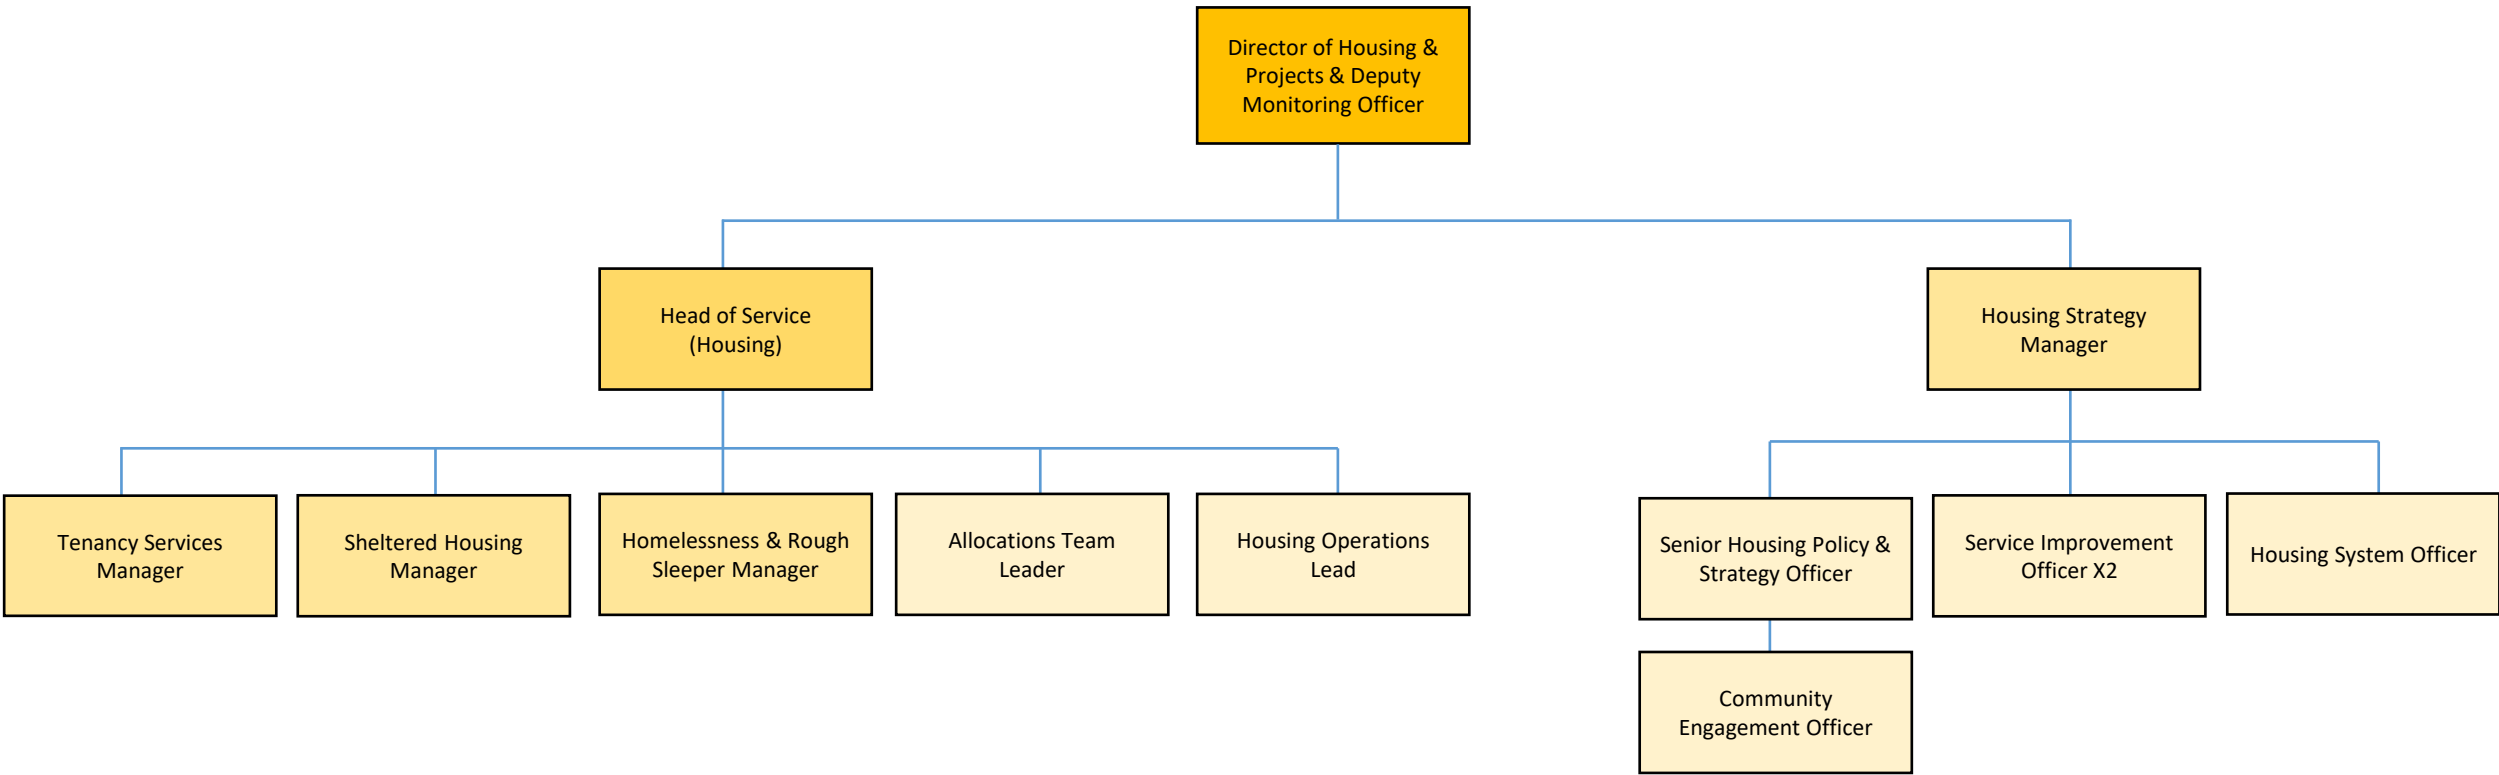 Director of Housing &
Projects & Deputy
Monitoring Officer
Head of Service
(Housing)
Housing Strategy
Manager
Tenancy Services
Manager
Sheltered Housing
Manager
Homelessness & Rough
Sleeper Manager
Allocations Team
Leader
Housing Operations
Lead
Senior Housing Policy &
Strategy Officer
Service Improvement
Officer X2
Housing System Officer
Community
Engagement Officer